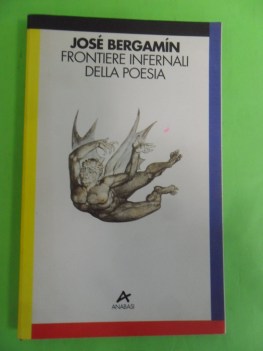 JOSÉ BERGAMÍN
FRONTIERE INFERNALI
DELLA POESIA
ANABASI